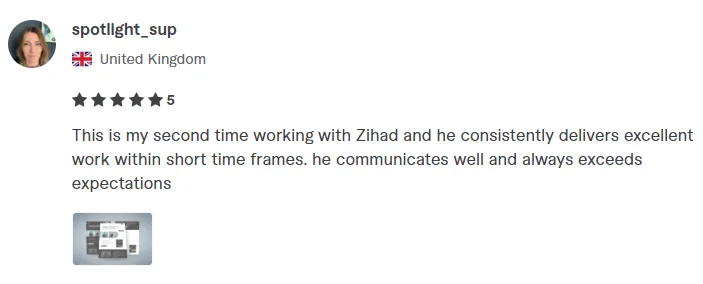 spotlight_sup
United Kingdom
5
This is my second time working with Zihad and he consistently delivers excellent
work within short time frames. he communicates well and always exceeds
expectations